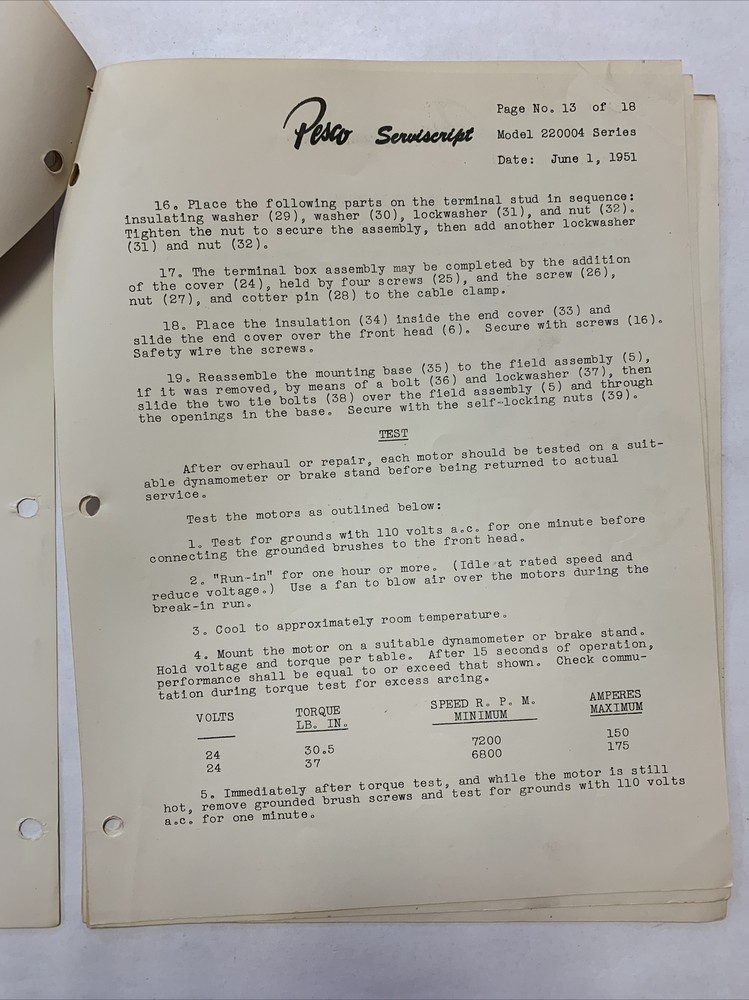 Pesco Serviscript
Page No. 13 of 18
Model 220004 Series
Date: June 1, 1951
16. Place the following parts on the terminal stud in sequence:
insulating washer (29), washer (30), lockwasher (31), and nut (32).
Tighten the nut to secure the assembly, then add another lockwasher
(31) and nut (32).
17. The terminal box assembly may be completed by the addition
of the cover (24), held by four screws (25), and the screw (26),
nut (27), and cotter pin (28) to the cable clamp.
18. Place the insulation (34) inside the end cover (33) and
slide the end cover over the front head (6). Secure with screws (16).
Safety wire the screws.
19. Reassemble the mounting base (35) to the field assembly (5),
if it was removed, by means of a bolt (36) and lockwasher (37), then
slide the two tie bolts (38) over the field assembly (5) and through
the openings in the base. Secure with the self-locking nuts (39).
TEST
After overhaul or repair, each motor should be tested on a suit-
able dynamometer or brake stand before being returned to actual
service.
Test the motors as outlined below:
1. Test for grounds with 110 volts a.c. for one minute before
connecting the grounded brushes to the front head.
2. "Run-in" for one hour or more. (Idle at rated speed and
reduce voltage.) Use a fan to blow air over the motors during the
break-in run.
3. Cool to approximately room temperature.
4. Mount the motor on a suitable dynamometer or brake stand.
Hold voltage and torque per table. After 15 seconds of operation,
performance shall be equal to or exceed that shown. Check commu-
tation during torque test for excess arcing.
VOLTS TORQUE LB. IN. SPEED R. P. M. MINIMUM AMPERES MAXIMUM
24 30.5 7200 150
24 37 6800 175
5. Immediately after torque test, and while the motor is still
hot, remove grounded brush screws and test for grounds with 110 volts
a.c. for one minute.